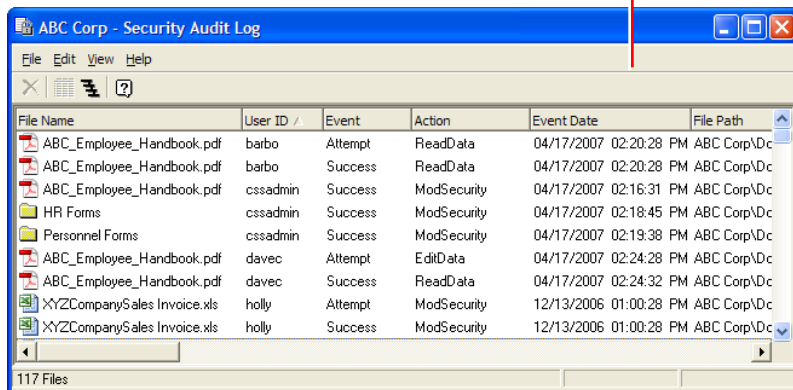 ABC Corp - Security Audit Log
File Edit View Help
File Name User ID Event Action Event Date File Path
ABC_Employee_Handbook.pdf barbo Attempt ReadData 04/17/2007 02:20:28 PM ABC Corp\Dc
ABC_Employee_Handbook.pdf barbo Success ReadData 04/17/2007 02:20:28 PM ABC Corp\Dc
ABC_Employee_Handbook.pdf cssadmin Success ModSecurity 04/17/2007 02:16:31 PM ABC Corp\Dc
HR Forms cssadmin Success ModSecurity 04/17/2007 02:18:45 PM ABC Corp\Dc
Personnel Forms cssadmin Success ModSecurity 04/17/2007 02:19:38 PM ABC Corp\Dc
ABC_Employee_Handbook.pdf davec Attempt EditData 04/17/2007 02:24:28 PM ABC Corp\Dc
ABC_Employee_Handbook.pdf davec Success ReadData 04/17/2007 02:24:32 PM ABC Corp\Dc
XYZCompanySales Invoice.xls holly Attempt ModSecurity 12/13/2006 01:00:28 PM ABC Corp\Dc
XYZCompanySales Invoice.xls holly Success ModSecurity 12/13/2006 01:00:28 PM ABC Corp\Dc
117 Files